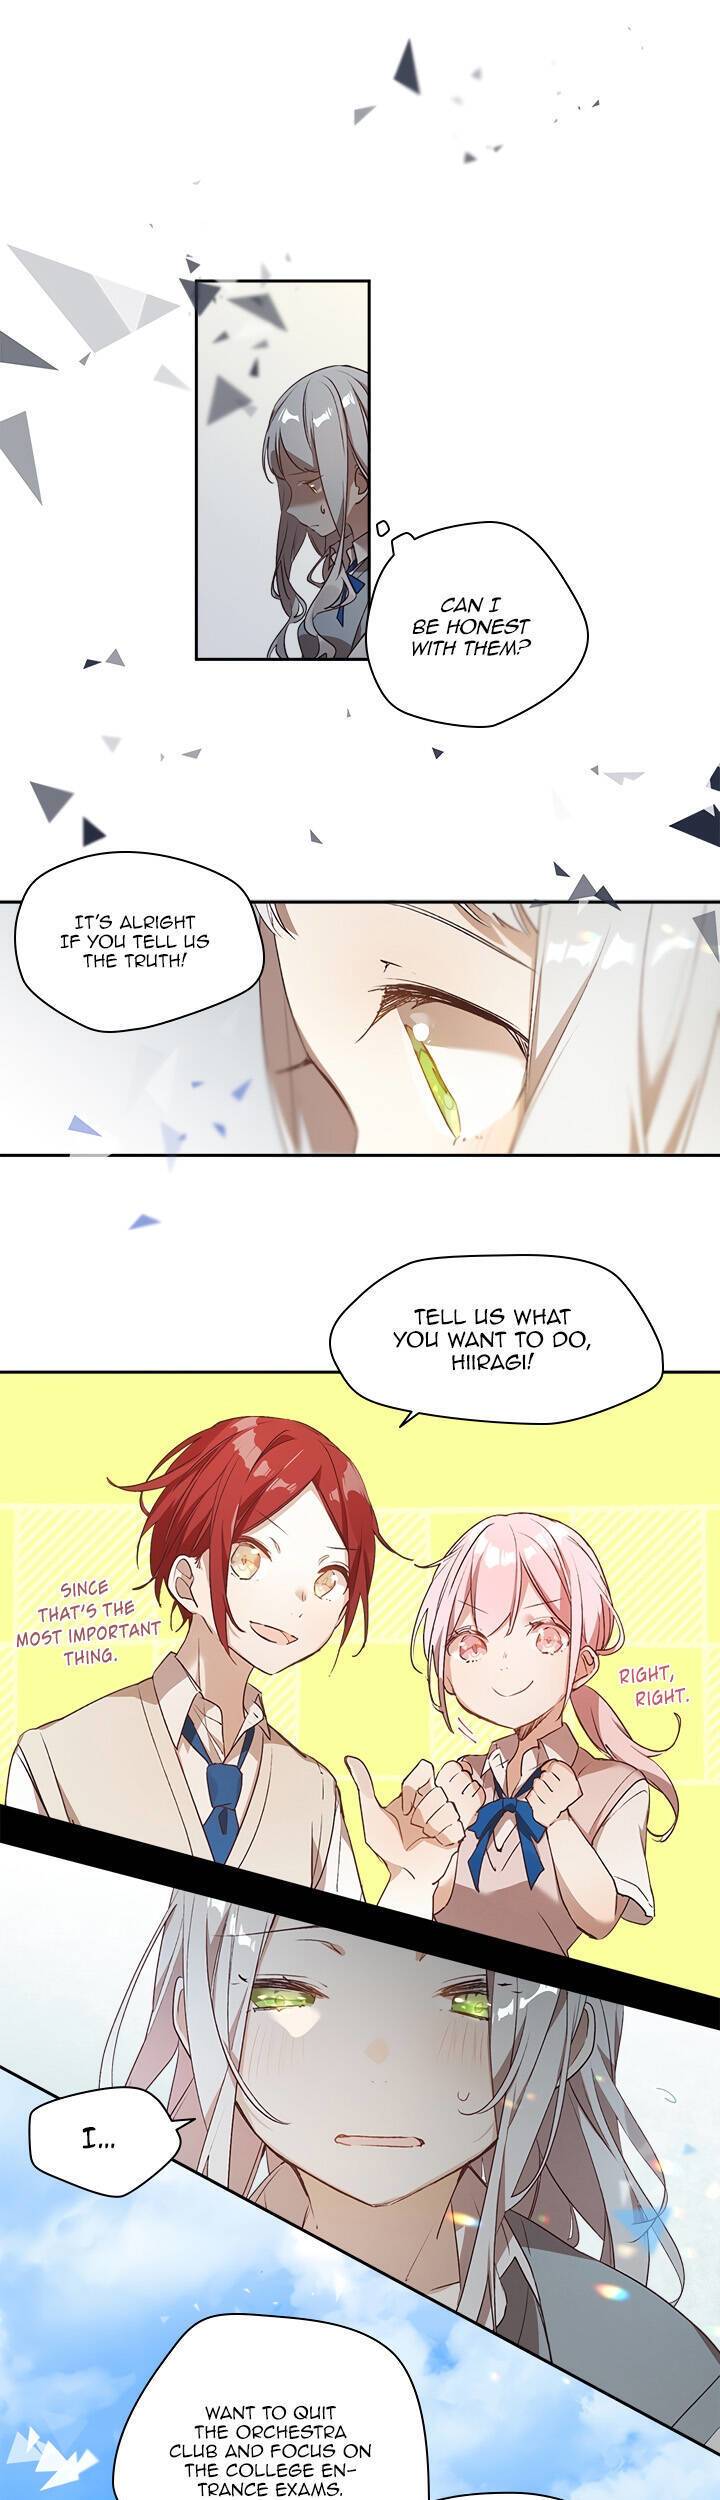 CAN I
BE HONEST
WITH THEM?
IT'S ALRIGHT
IF YOU TELL US
THE TRUTH!
TELL US WHAT
YOU WANT TO DO,
HIIRAGI!
SINCE
THAT'S THE
MOST IMPORTANT
THING.
RIGHT,
RIGHT.
I...
WANT TO QUIT
THE ORCHESTRA
CLUB AND FOCUS ON
THE COLLEGE EN-
TRANCE EXAMS.